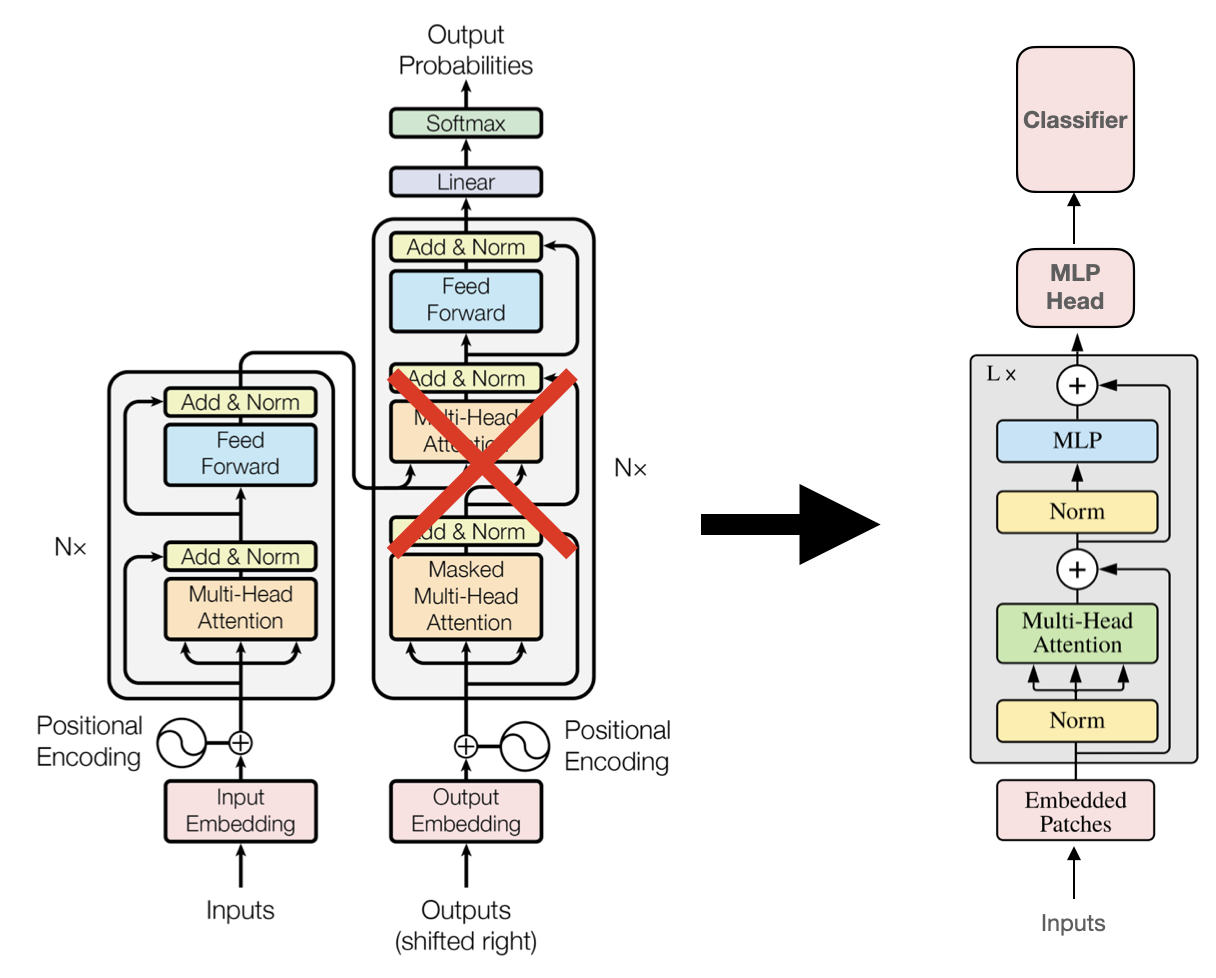 Output
Probabilities
Softmax
Linear
Add & Norm
Feed
Forward
Add & Norm
Multi-Head
Attention
Add & Norm
Masked
Multi-Head
Attention
Nx
Positional
Encoding
Output
Embedding
Outputs
(shifted right)
Add & Norm
Feed
Forward
Add & Norm
Multi-Head
Attention
Nx
Positional
Encoding
Input
Embedding
Inputs
Classifier
MLP
Head
L x
MLP
Norm
Multi-Head
Attention
Norm
Embedded
Patches
Inputs